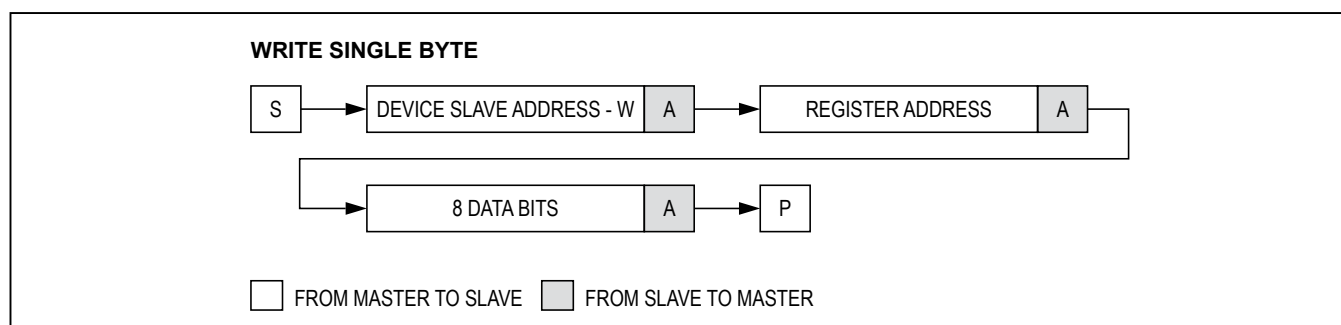 WRITE SINGLE BYTE
S DEVICE SLAVE ADDRESS - W A REGISTER ADDRESS A
8 DATA BITS A P
FROM MASTER TO SLAVE FROM SLAVE TO MASTER